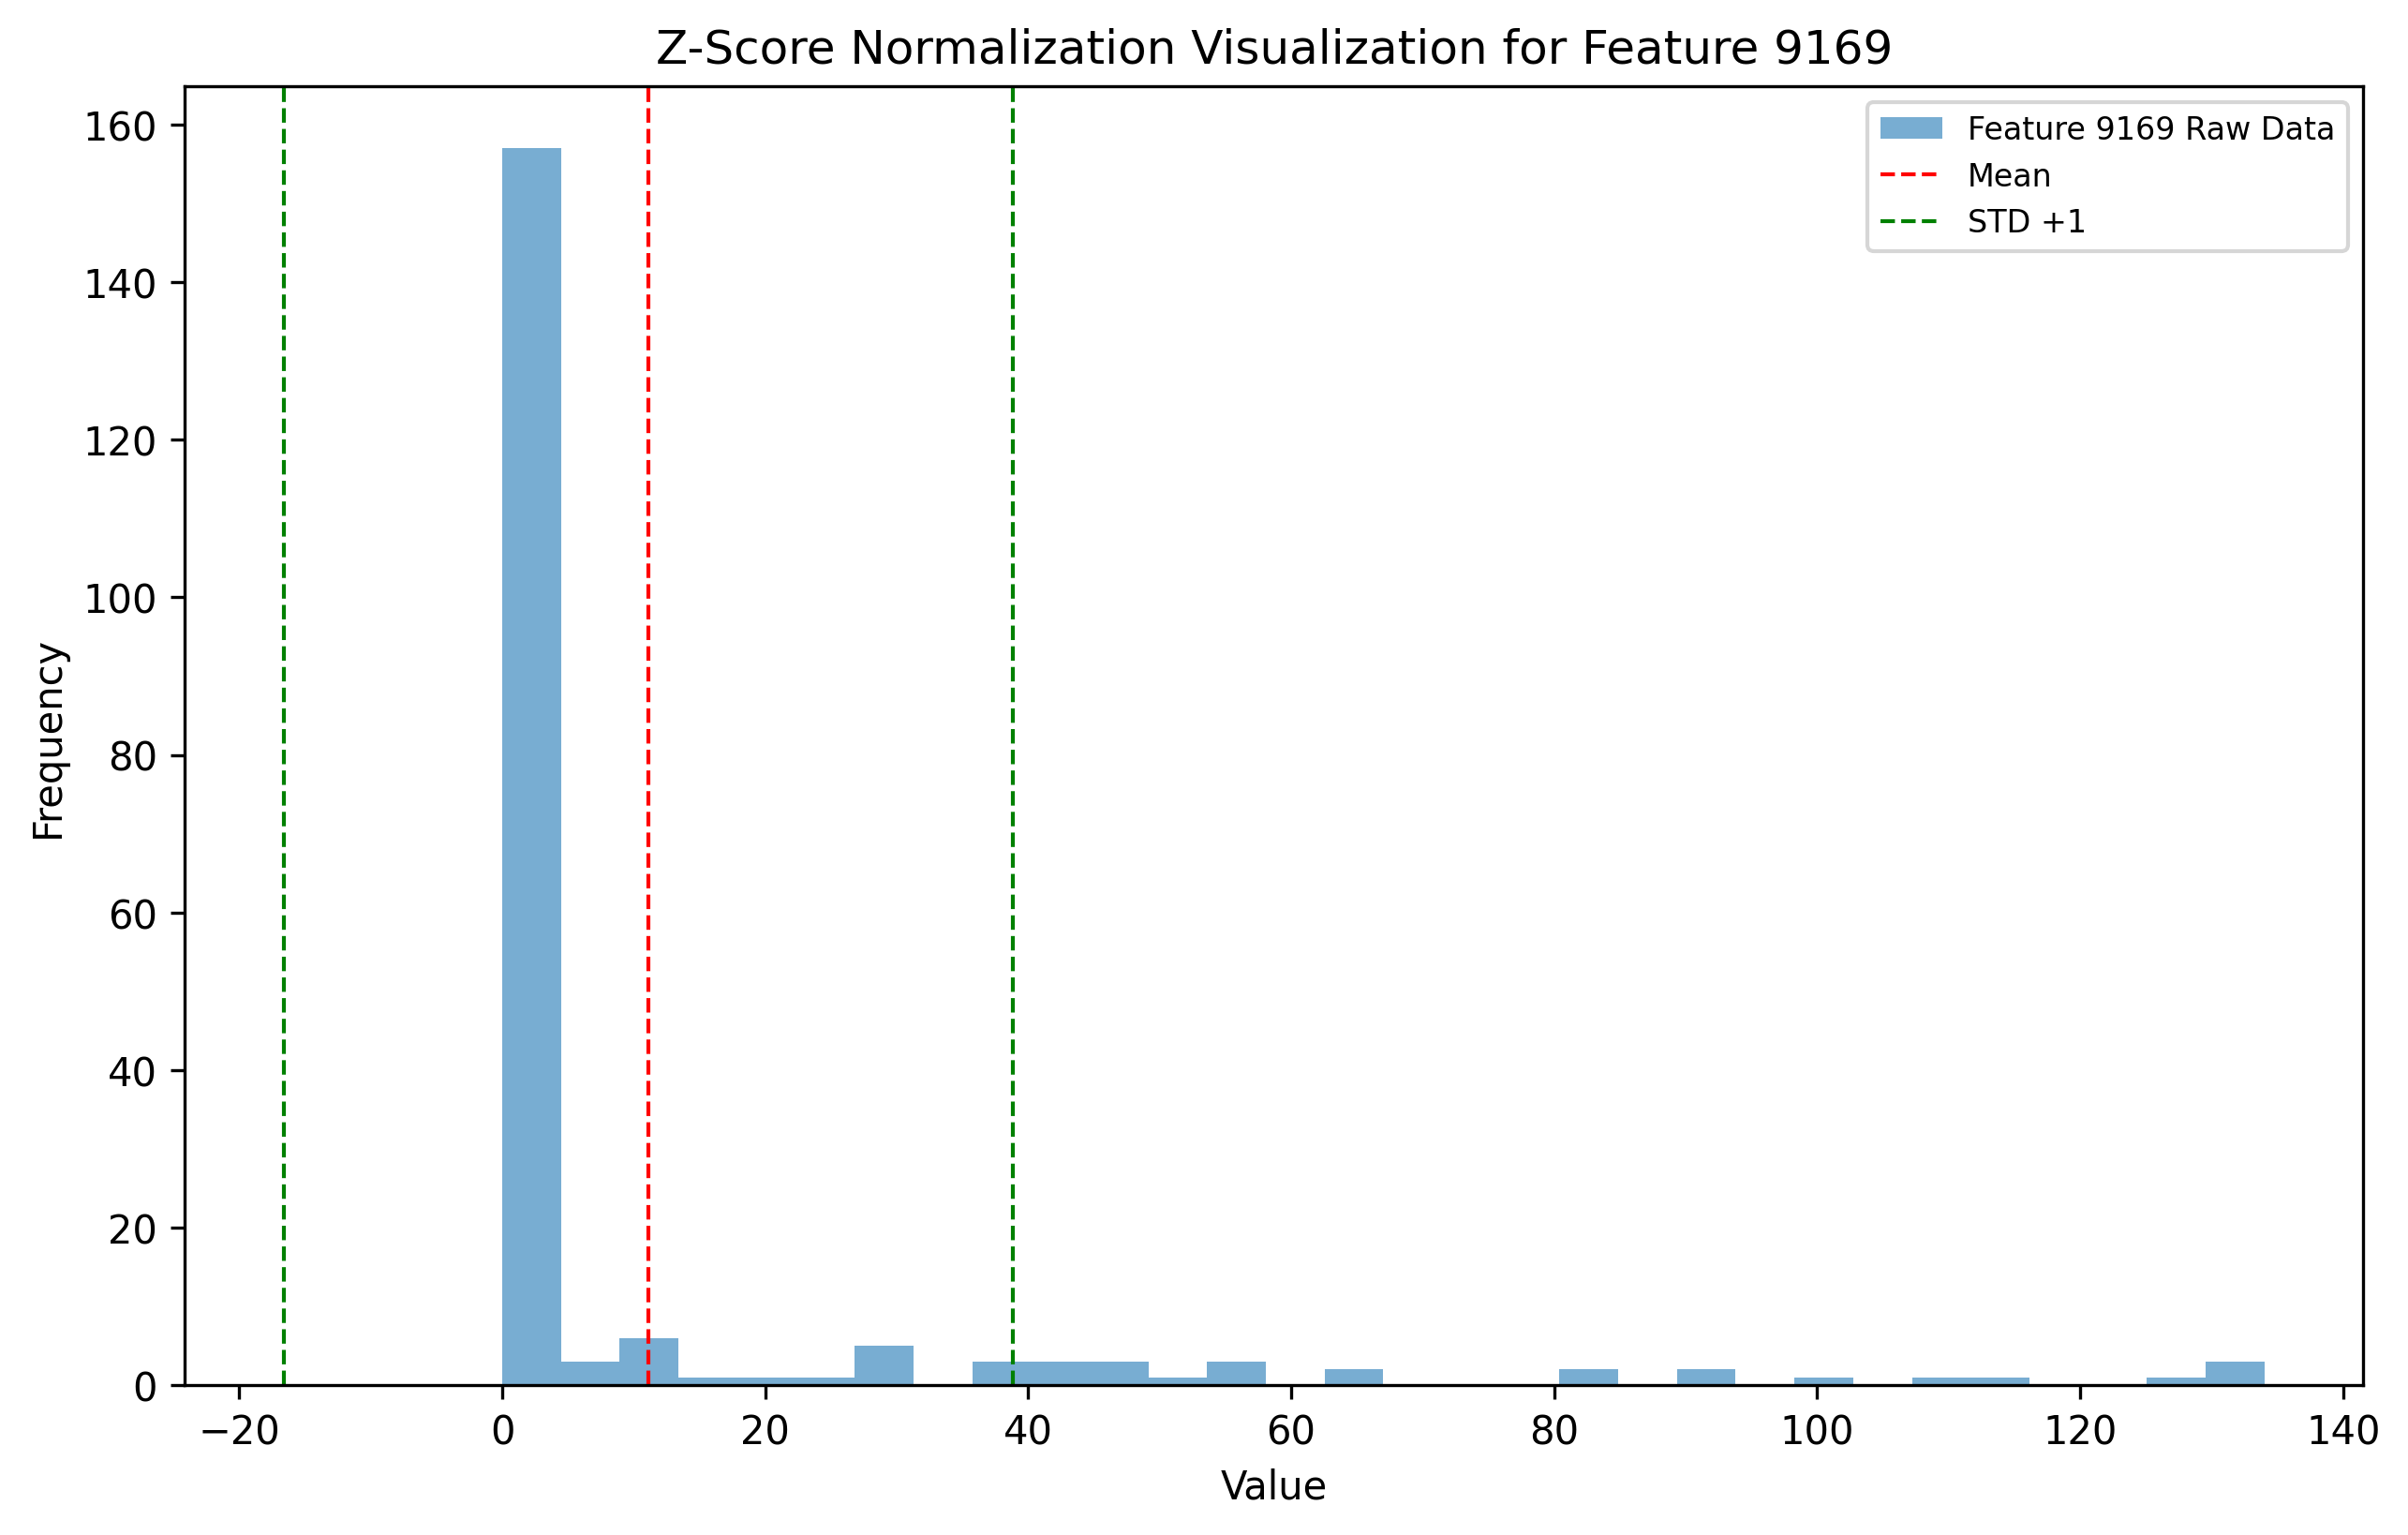 Z-Score Normalization Visualization for Feature 9169
Feature 9169 Raw Data
Mean
STD +1
160
140
120
100
80
60
40
20
0
Frequency
−20 0 20 40 60 80 100 120 140
Value